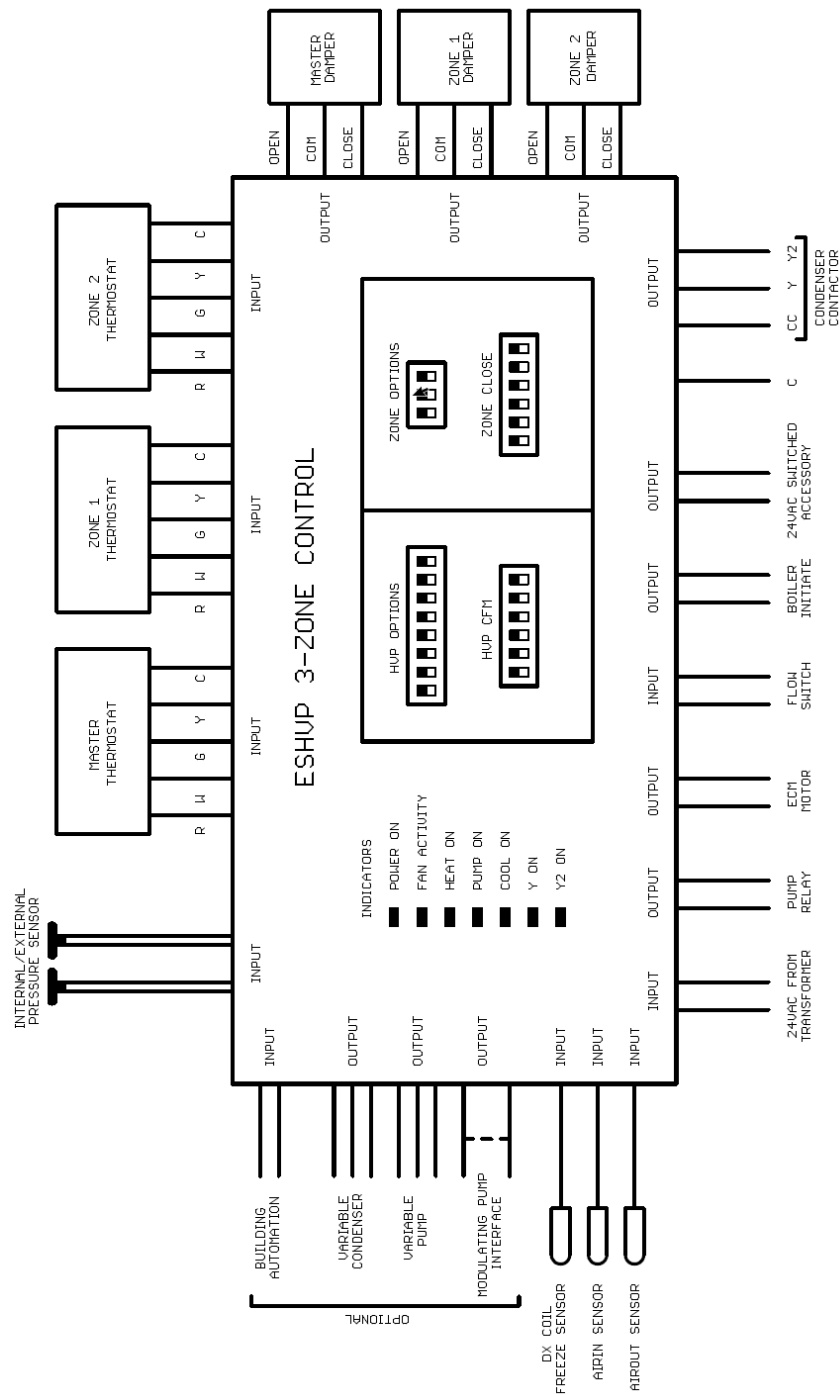 INTERNAL/EXTERNAL
PRESSURE SENSOR
MASTER
THERMOSTAT
ZONE 1
THERMOSTAT
ZONE 2
THERMOSTAT
R W G Y C
R W G Y C
R W G Y C
INPUT
INPUT
INPUT
INPUT
OPTIONAL
BUILDING
AUTOMATION
INPUT
VARIABLE
CONDENSER
OUTPUT
VARIABLE
PUMP
OUTPUT
MODULATING PUMP
INTERFACE
OUTPUT
DX COIL
FREEZE SENSOR
INPUT
AIRIN SENSOR
INPUT
AIROUT SENSOR
INPUT
ESHVP 3-ZONE CONTROL
INDICATORS
POWER ON
FAN ACTIVITY
HEAT ON
PUMP ON
COOL ON
Y ON
Y2 ON
HVP OPTIONS
HVP CFM
ZONE OPTIONS
ZONE CLOSE
OUTPUT
OPEN
COM
CLOSE
MASTER
DAMPER
OUTPUT
OPEN
COM
CLOSE
ZONE 1
DAMPER
OUTPUT
OPEN
COM
CLOSE
ZONE 2
DAMPER
INPUT
OUTPUT
OUTPUT
INPUT
OUTPUT
OUTPUT
OUTPUT
24VAC FROM
TRANSFORMER
PUMP
RELAY
ECM
MOTOR
FLOW
SWITCH
BOILER
INITIATE
24VAC SWITCHED
ACCESSORY
C
CC Y Y2
CONDENSER
CONTACTOR